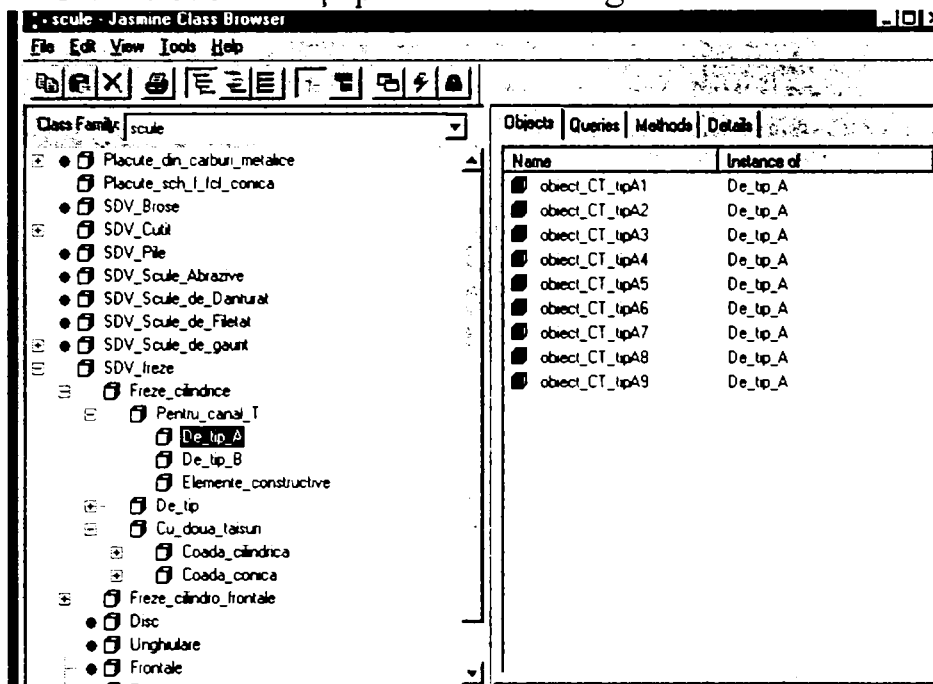 scule - Jasmine Class Browser
File Edit View Tools Help
Class Family: scule
Placute_din_carburi_metalice
Placute_sch_f_fcl_conica
SDV_Brose
SDV_Cutit
SDV_Pile
SDV_Scule_Abrazive
SDV_Scule_de_Danturat
SDV_Scule_de_Filetat
SDV_Scule_de_gaurit
SDV_freze
Freze_cilindrice
Pentru_canal_T
De_tip_A
De_tip_B
Elemente_constructive
De_tip
Cu_doua_taisuri
Coada_cilindrica
Coada_conica
Freze_cilindro_frontale
Disc
Unghiulare
Frontale
Objects Queries Methods Details
Name Instance of
object_CT_tipA1 De_tip_A
object_CT_tipA2 De_tip_A
object_CT_tipA3 De_tip_A
object_CT_tipA4 De_tip_A
object_CT_tipA5 De_tip_A
object_CT_tipA6 De_tip_A
object_CT_tipA7 De_tip_A
object_CT_tipA8 De_tip_A
object_CT_tipA9 De_tip_A